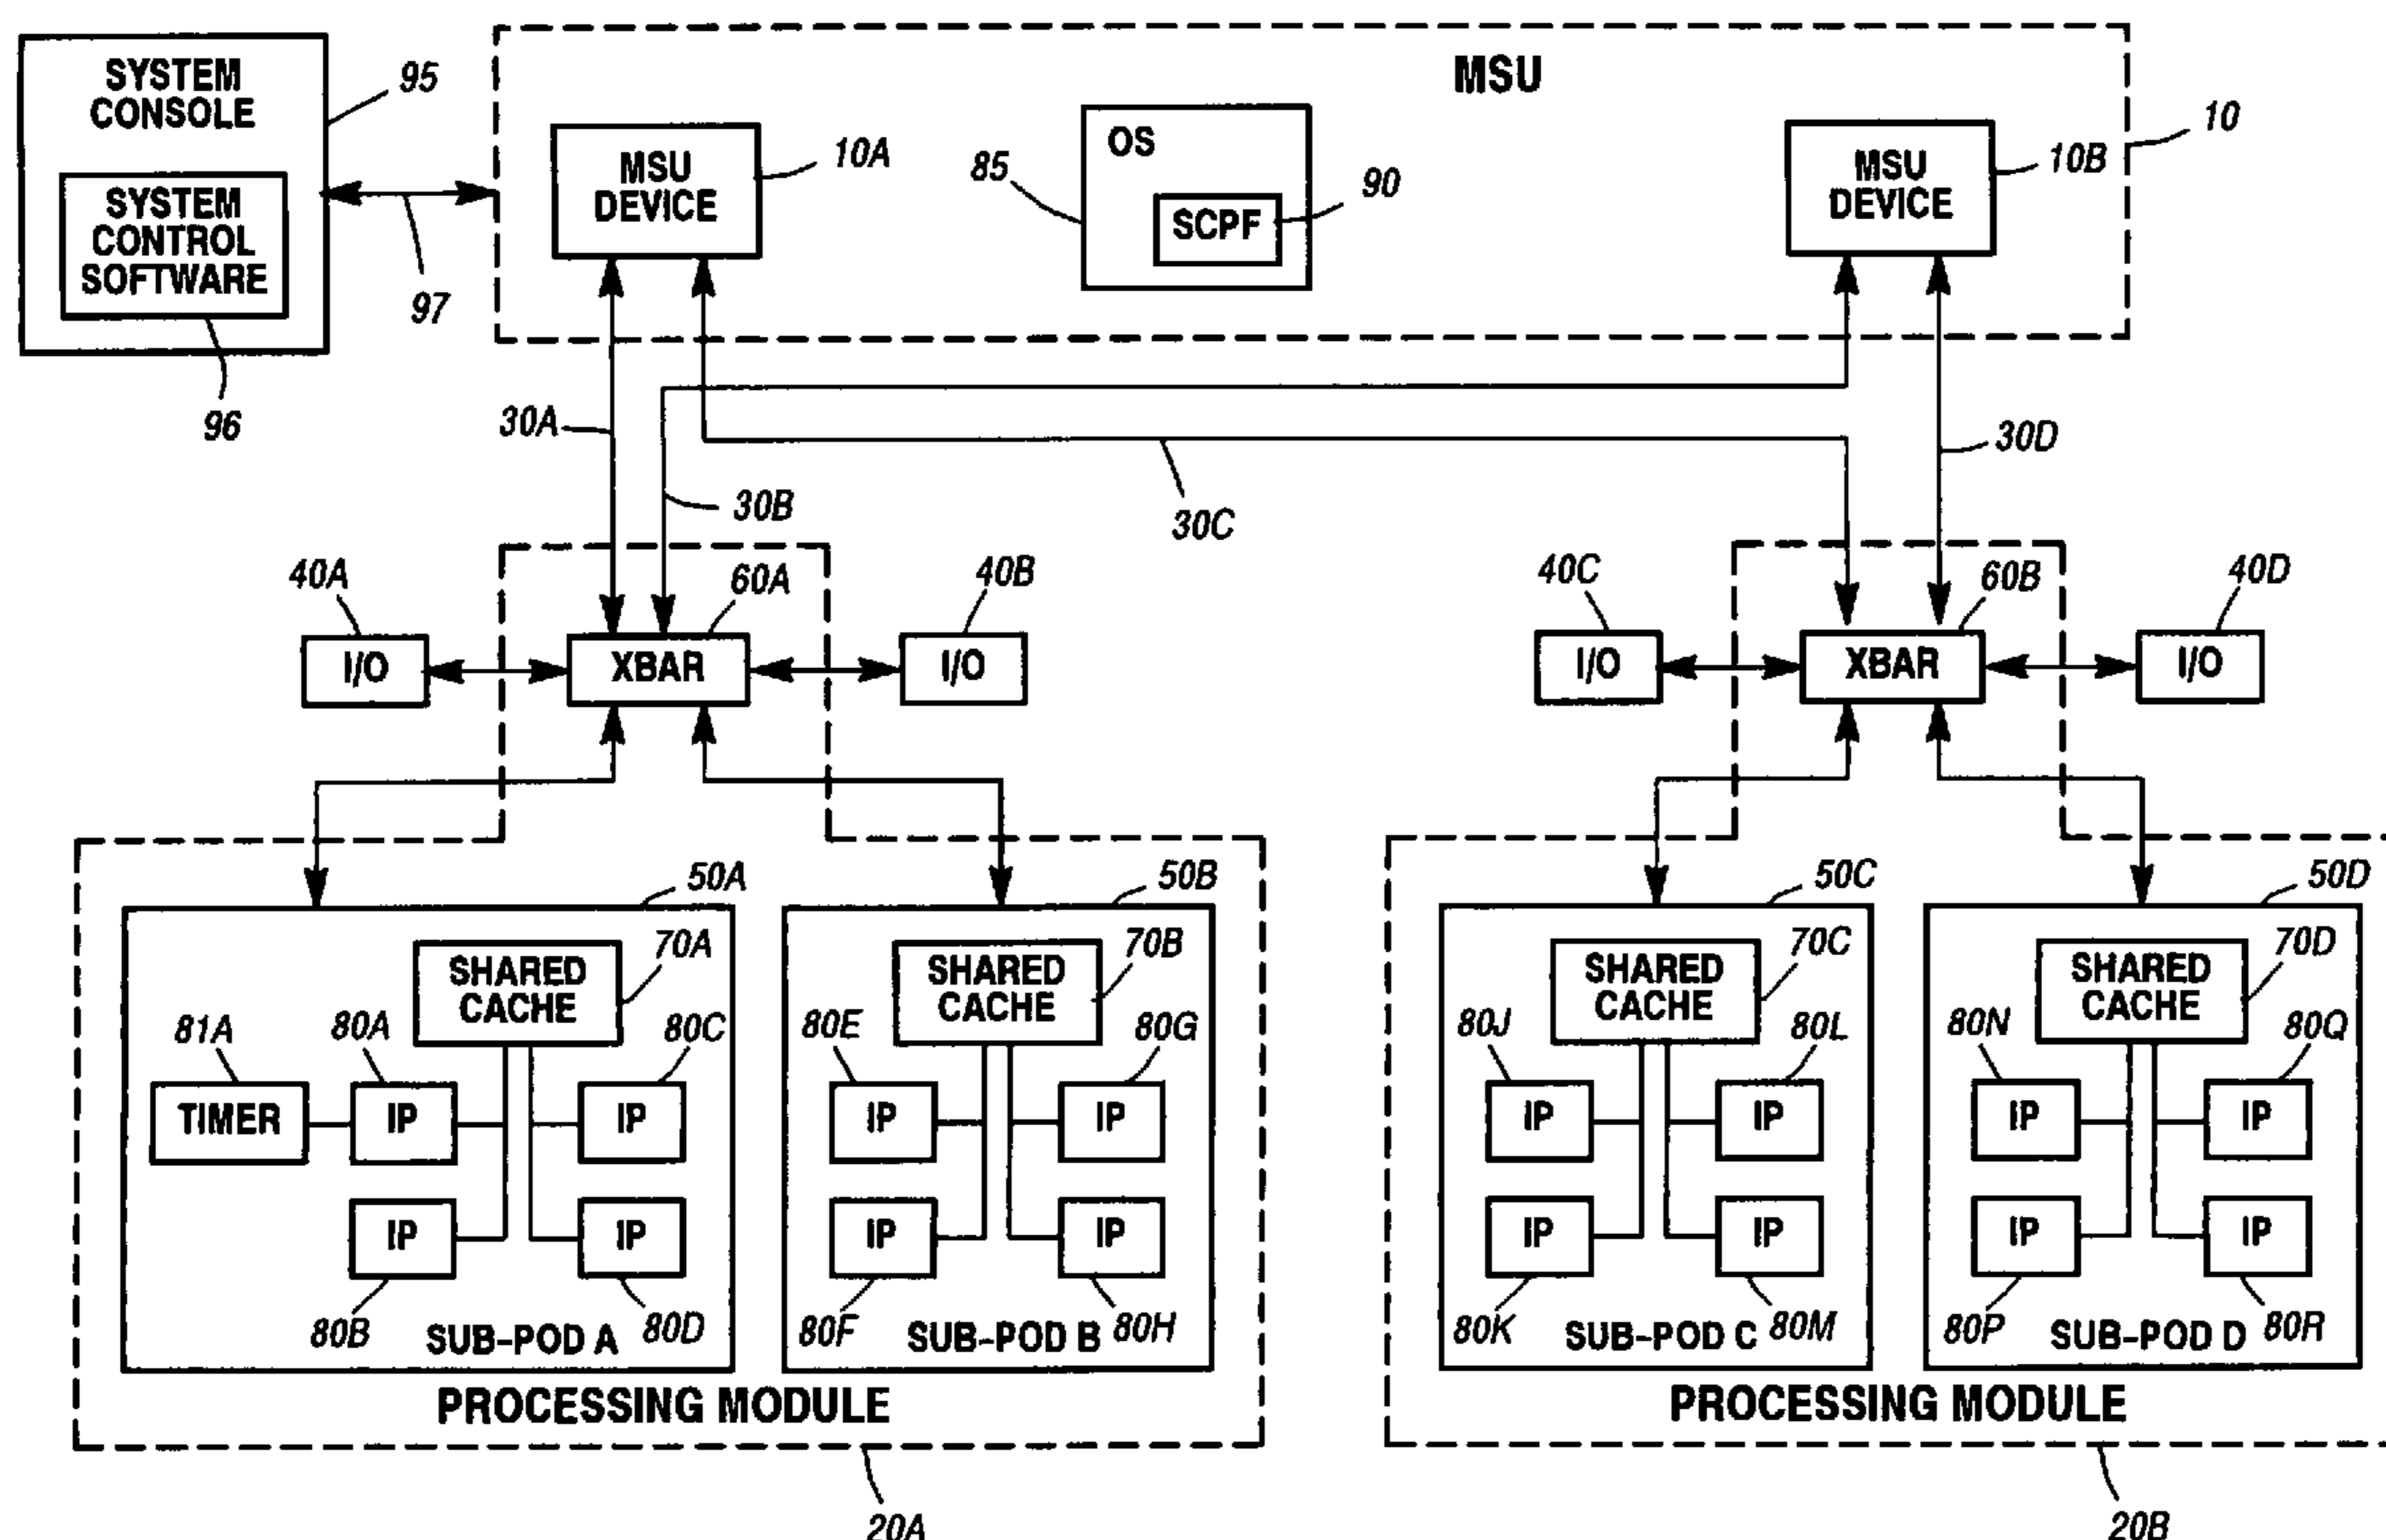 SYSTEM
CONSOLE
95
SYSTEM
CONTROL
SOFTWARE
96
97
MSU
10
MSU
DEVICE
10A
OS
85
SCPF
90
MSU
DEVICE
10B
30A
30B
30C
30D
40A
I/O
60A
XBAR
40B
I/O
40C
I/O
60B
XBAR
40D
I/O
50A
SHARED
CACHE
70A
81A
TIMER
80A
IP
80C
IP
IP
80B
IP
80D
SUB-POD A
50B
SHARED
CACHE
70B
80E
IP
80G
IP
IP
80F
IP
80H
SUB-POD B
PROCESSING MODULE
20A
50C
SHARED
CACHE
70C
80J
IP
80L
IP
IP
80K
IP
80M
SUB-POD C
50D
SHARED
CACHE
70D
80N
IP
80Q
IP
IP
80P
IP
80R
SUB-POD D
PROCESSING MODULE
20B